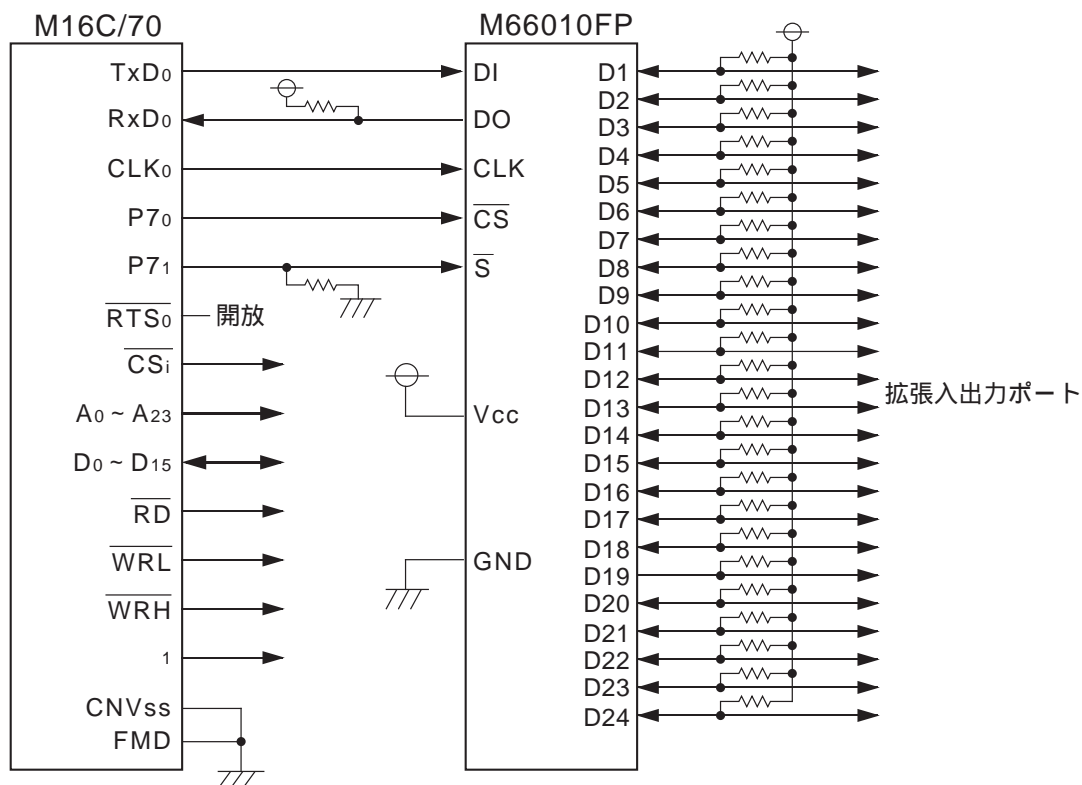 M16C/70
M66010FP
TxD0
RxD0
CLK0
P70
P71
RTS0
開放
CSi
A0 ~ A23
D0 ~ D15
RD
WRL
WRH
1
CNVss
FMD
DI
DO
CLK
CS
S
Vcc
GND
D1
D2
D3
D4
D5
D6
D7
D8
D9
D10
D11
D12
D13
D14
D15
D16
D17
D18
D19
D20
D21
D22
D23
D24
拡張入出力ポート